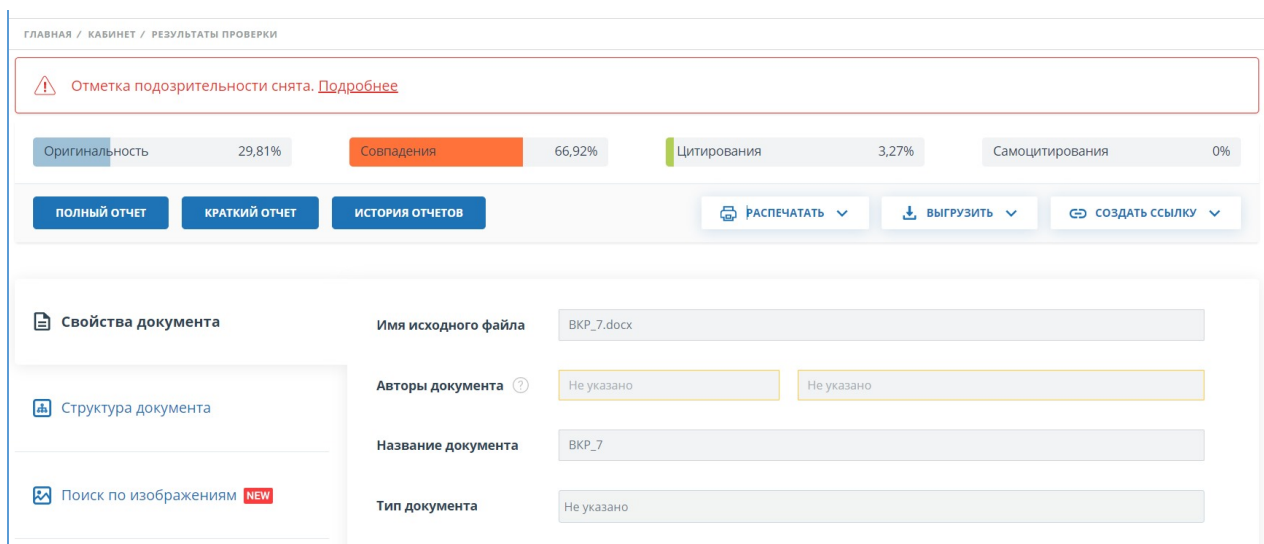 ГЛАВНАЯ / КАБИНЕТ / РЕЗУЛЬТАТЫ ПРОВЕРКИ
Отметка подозрительности снята. Подробнее
Оригинальность 29,81% Совпадения 66,92% Цитирования 3,27% Самоцитирования 0%
ПОЛНЫЙ ОТЧЕТ КРАТКИЙ ОТЧЕТ ИСТОРИЯ ОТЧЕТОВ РАСПЕЧАТАТЬ ВЫГРУЗИТЬ СОЗДАТЬ ССЫЛКУ
Свойства документа
Имя исходного файла ВКР_7.docx
Авторы документа ? Не указано Не указано
Структура документа
Название документа ВКР_7
Поиск по изображениям NEW
Тип документа Не указано